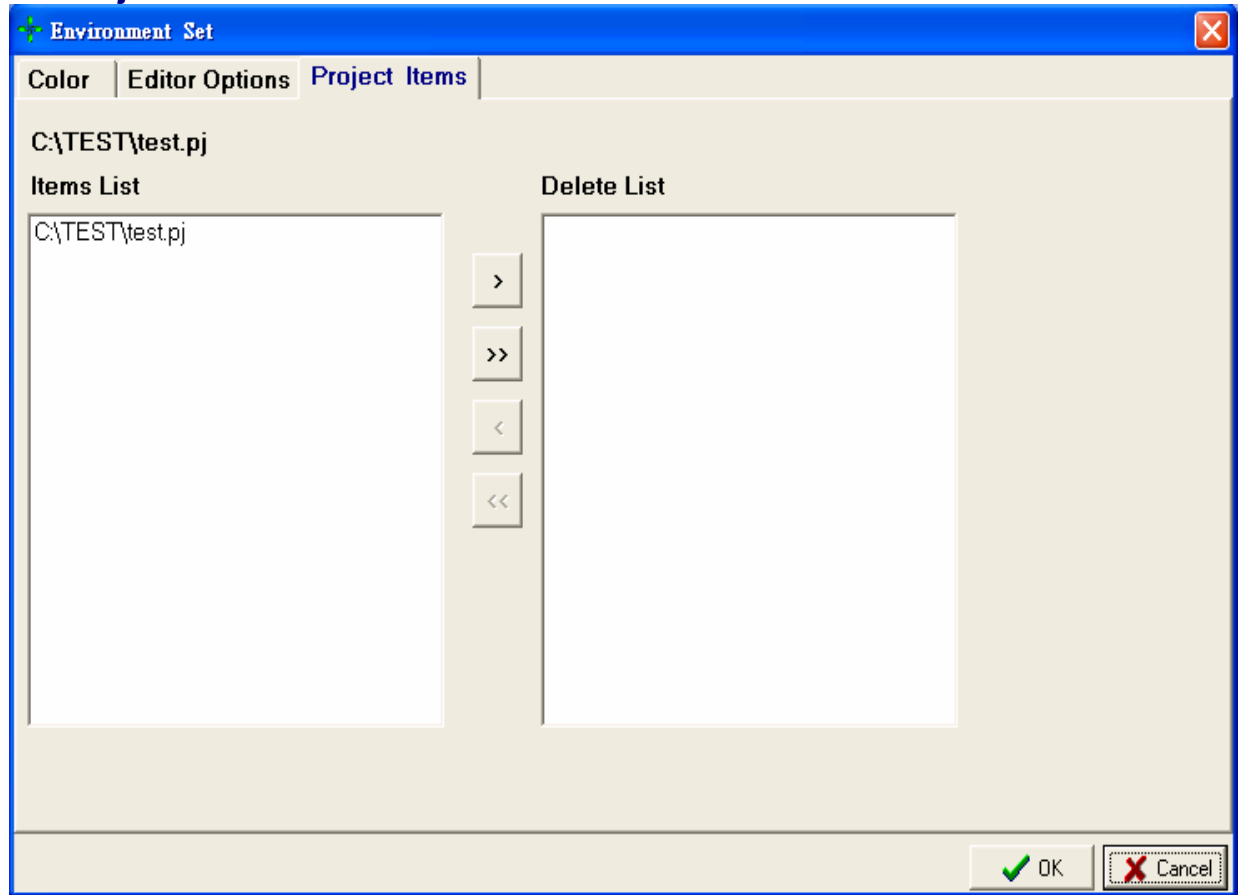 Environment Set
Color Editor Options Project Items
C:\TEST\test.pj
Items List Delete List
C:\TEST\test.pj
>
>>
<
<<
OK Cancel